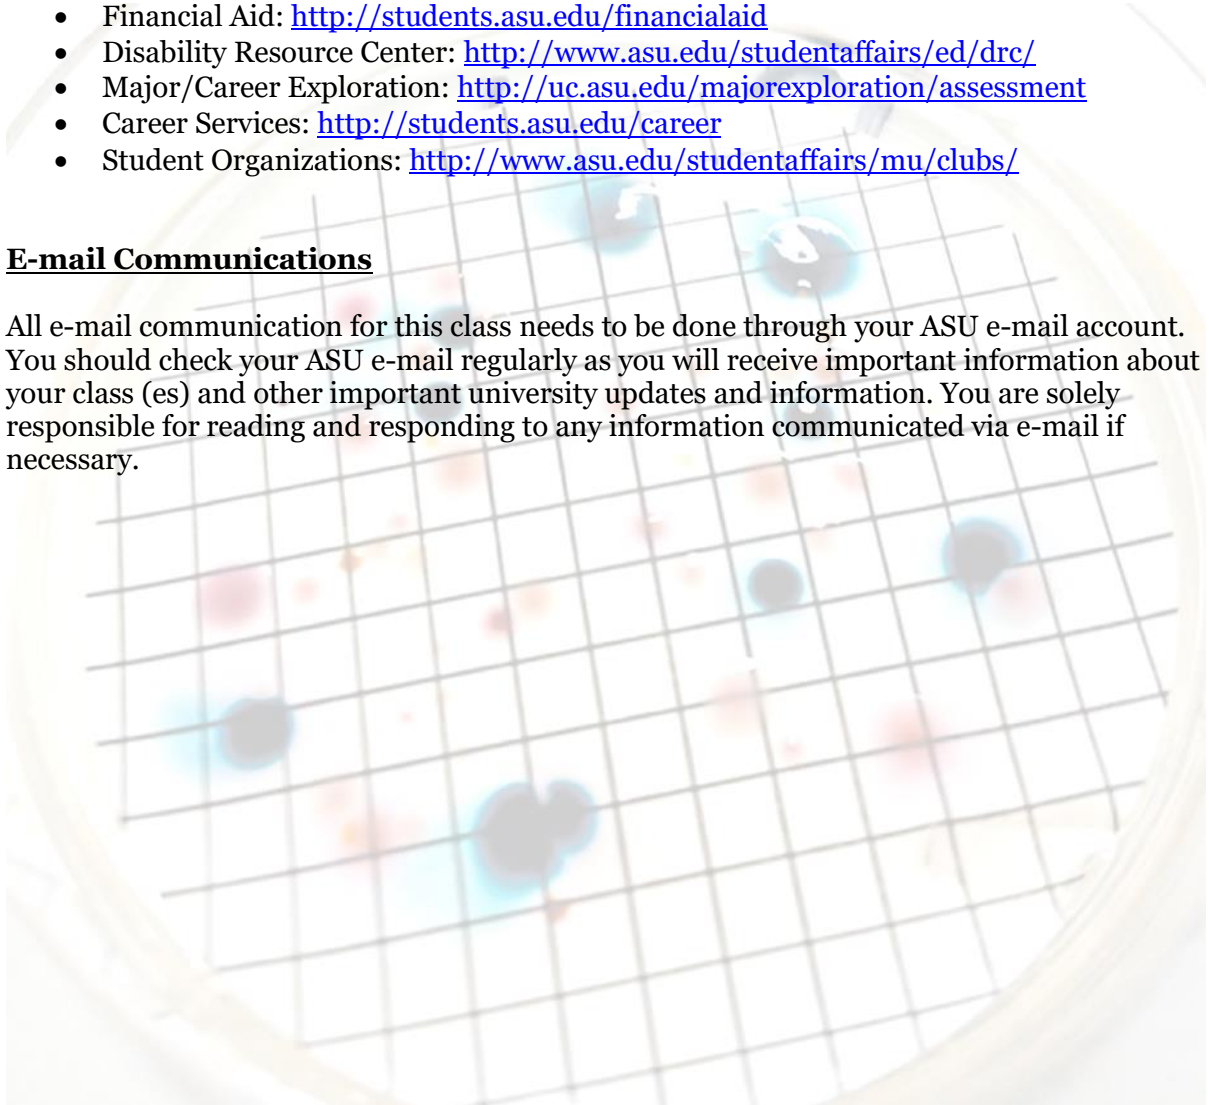 • Financial Aid: http://students.asu.edu/financialaid
• Disability Resource Center: http://www.asu.edu/studentaffairs/ed/drc/
• Major/Career Exploration: http://uc.asu.edu/majorexploration/assessment
• Career Services: http://students.asu.edu/career
• Student Organizations: http://www.asu.edu/studentaffairs/mu/clubs/
E-mail Communications
All e-mail communication for this class needs to be done through your ASU e-mail account.
You should check your ASU e-mail regularly as you will receive important information about
your class (es) and other important university updates and information. You are solely
responsible for reading and responding to any information communicated via e-mail if
necessary.